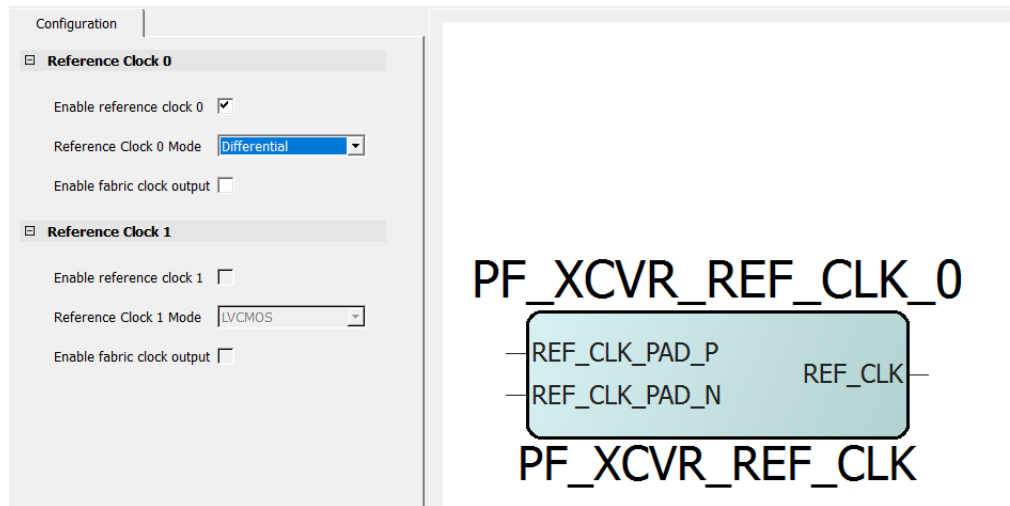 Configuration
Reference Clock 0
Enable reference clock 0
Reference Clock 0 Mode Differential
Enable fabric clock output
Reference Clock 1
Enable reference clock 1
Reference Clock 1 Mode LVCMOS
Enable fabric clock output
PF_XCVR_REF_CLK_0
REF_CLK_PAD_P
REF_CLK
REF_CLK_PAD_N
PF_XCVR_REF_CLK